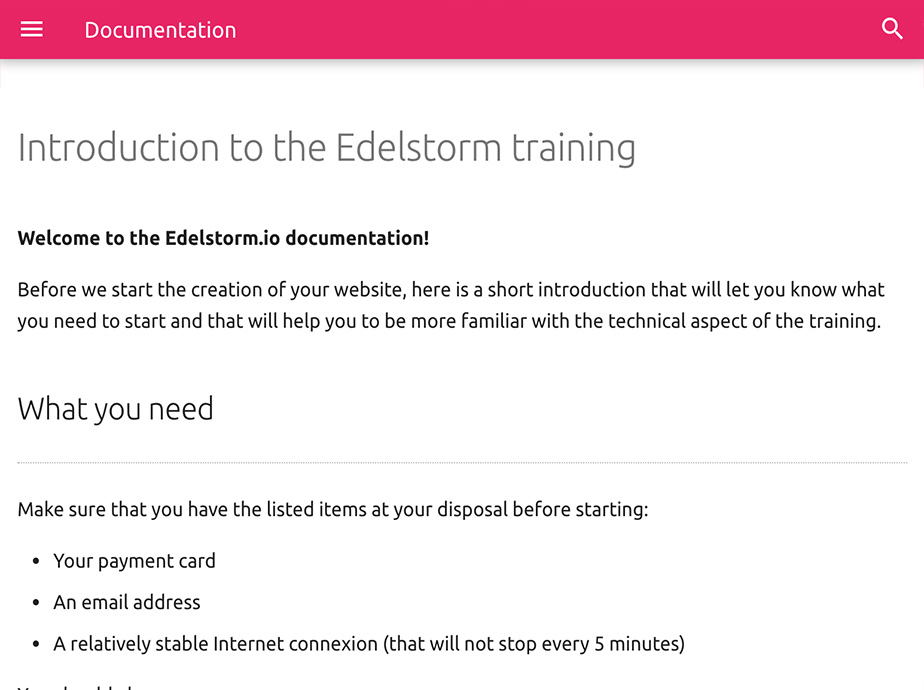 Documentation
Introduction to the Edelstorm training
Welcome to the Edelstorm.io documentation!
Before we start the creation of your website, here is a short introduction that will let you know what
you need to start and that will help you to be more familiar with the technical aspect of the training.
What you need
Make sure that you have the listed items at your disposal before starting:
• Your payment card
• An email address
• A relatively stable Internet connexion (that will not stop every 5 minutes)